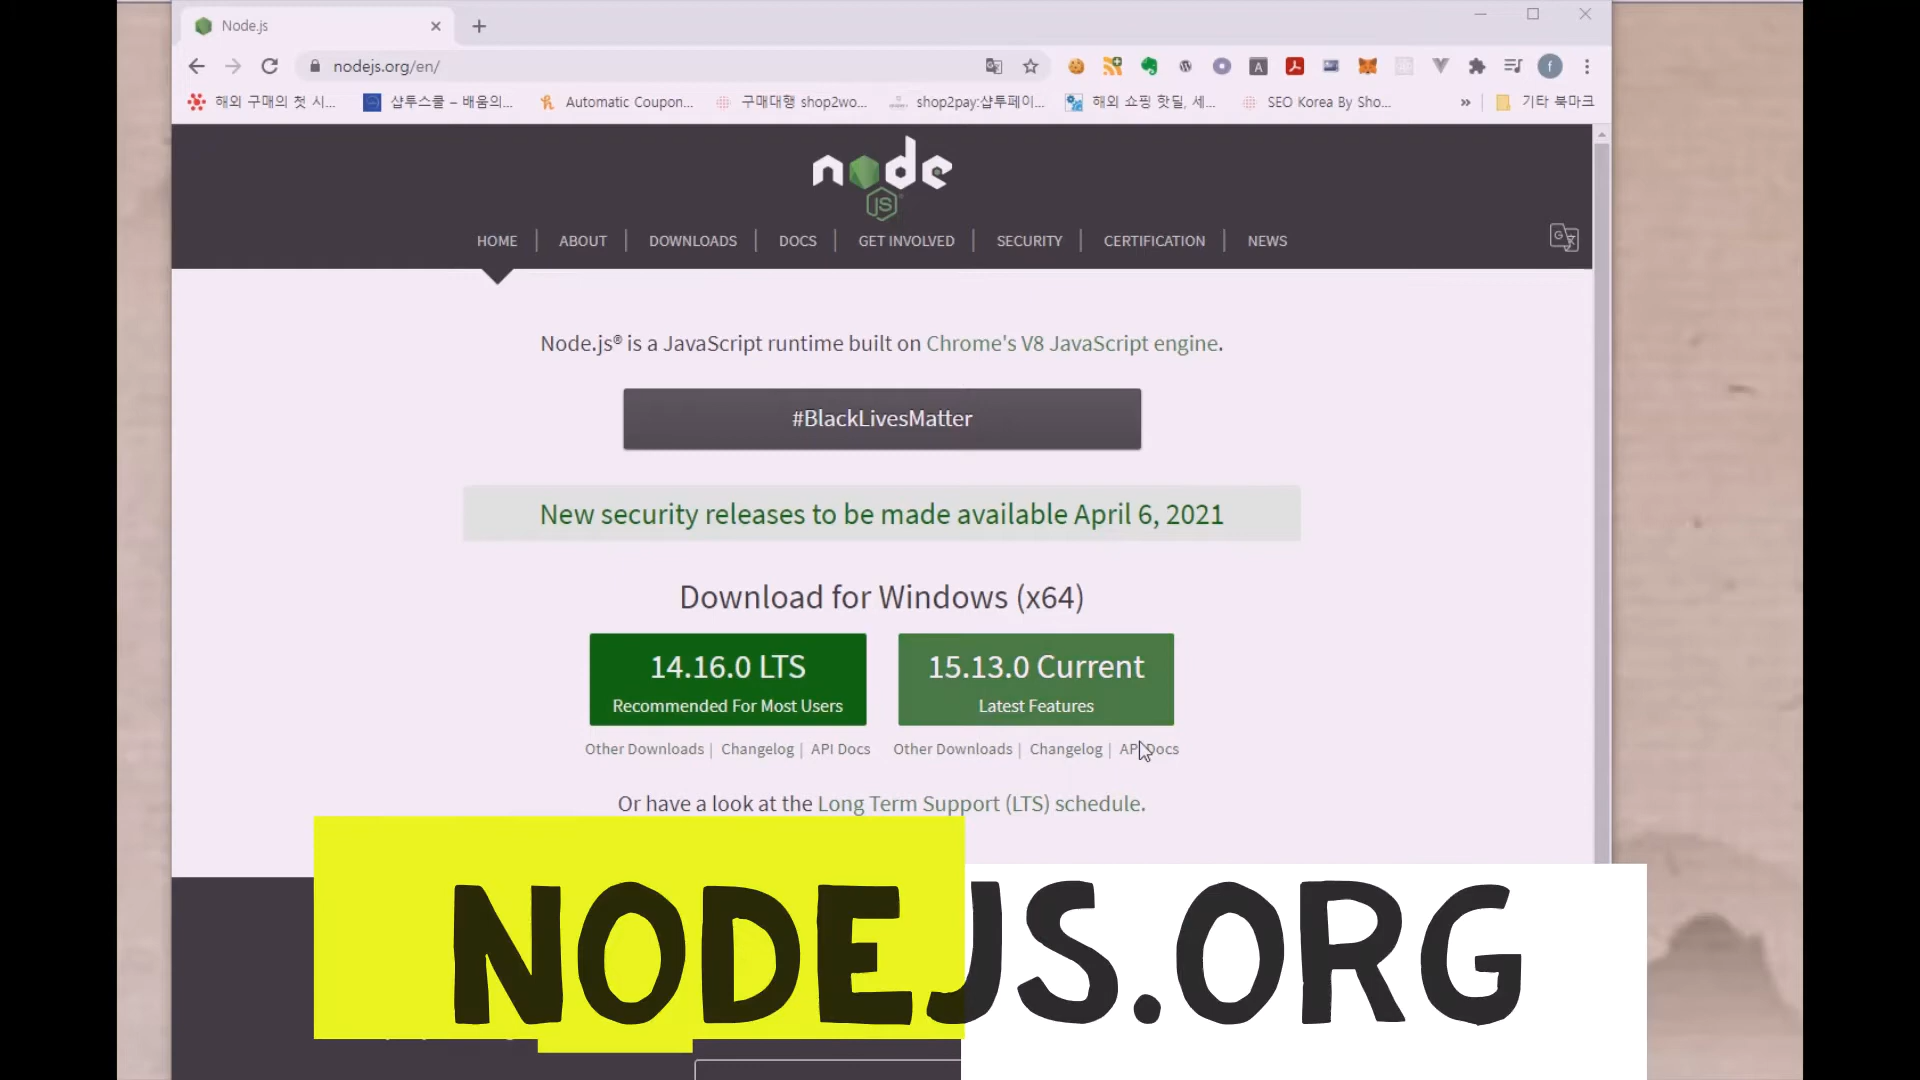 Node.js
nodejs.org/en/
해외 구매의 첫 시...
샵투스쿨 – 배움의...
Automatic Coupon...
구매대행 shop2wo...
shop2pay:샵투페이...
해외 쇼핑 핫딜, 세...
SEO Korea By Sho...
기타 북마크
node
JS
HOME | ABOUT | DOWNLOADS | DOCS | GET INVOLVED | SECURITY | CERTIFICATION | NEWS
Node.js® is a JavaScript runtime built on Chrome's V8 JavaScript engine.
#BlackLivesMatter
New security releases to be made available April 6, 2021
Download for Windows (x64)
14.16.0 LTS
Recommended For Most Users
15.13.0 Current
Latest Features
Other Downloads | Changelog | API Docs
Other Downloads | Changelog | API Docs
Or have a look at the Long Term Support (LTS) schedule.
NODEJS.ORG